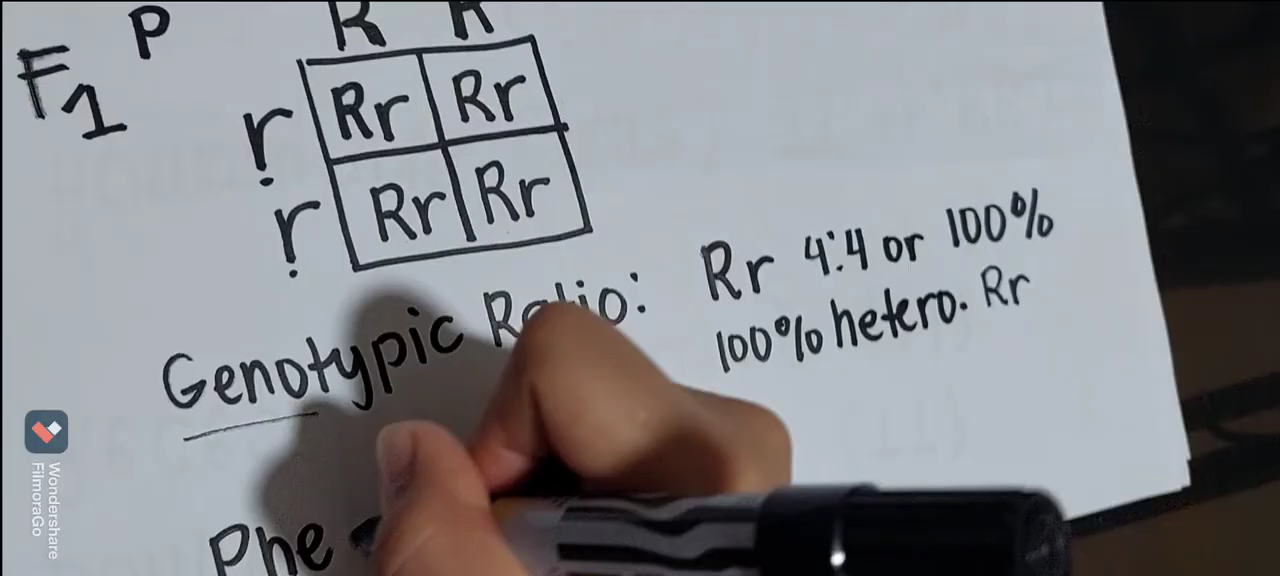 P R R
F1
r Rr Rr
r Rr Rr
Genotypic Ratio: Rr 4:4 or 100%
100% hetero. Rr
Phe
Wondershare
FilmoraGo